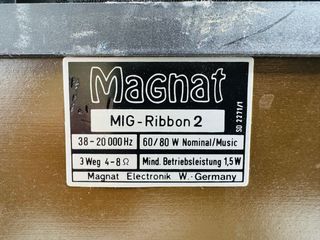 Magnat
MIG-Ribbon 2
38-20 000 Hz 60/80 W Nominal/Music
3 Weg 4-8 Ω Mind. Betriebsleistung 1,5 W
Magnat Electronik W.-Germany
SD 2271/1